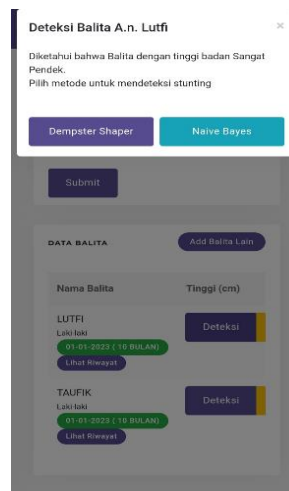 Deteksi Balita A.n. Lutfi
×
Diketahui bahwa Balita dengan tinggi badan Sangat
Pendek.
Pilih metode untuk mendeteksi stunting
Dempster Shaper
Naive Bayes
Submit
DATA BALITA
Add Balita Lain
Nama Balita
Tinggi (cm)
LUTFI
Laki-laki
01-01-2023 ( 10 BULAN)
Lihat Riwayat
Deteksi
TAUFIK
Laki-laki
01-01-2023 ( 10 BULAN)
Lihat Riwayat
Deteksi